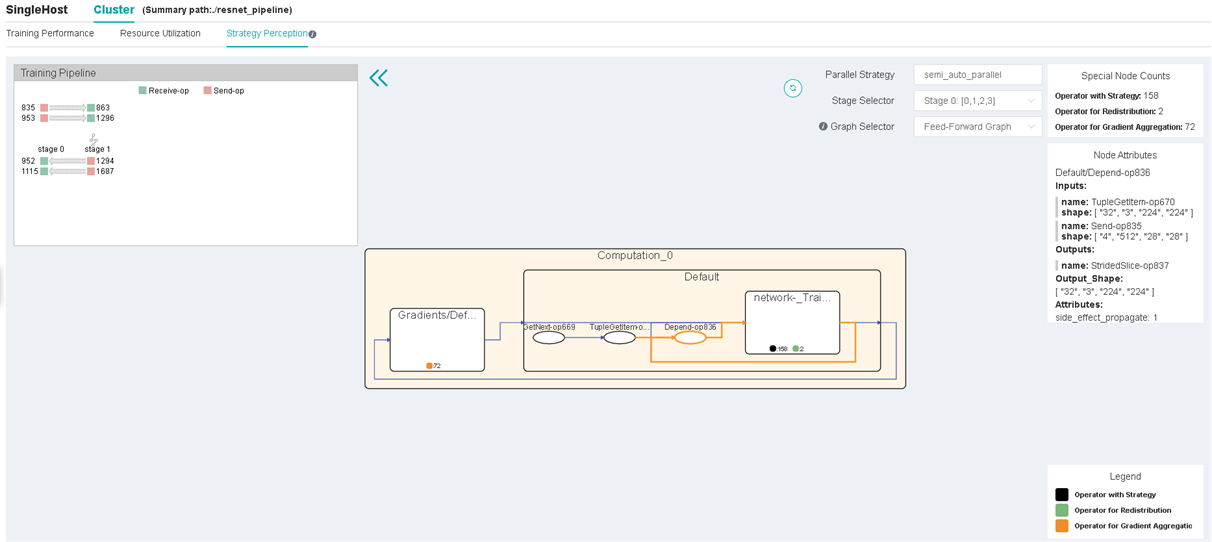 SingleHost Cluster (Summary path:./resnet_pipeline)
Training Performance Resource Utilization Strategy Perception
Training Pipeline
Receive-op Send-op
835 863
953 1296
stage 0 stage 1
952 1294
1115 1687
Parallel Strategy semi_auto_parallel
Stage Selector Stage 0: [0,1,2,3]
Graph Selector Feed-Forward Graph
Computation_0
Default
Gradients/Def...
72
GetNext-op669
TupleGetItem-o...
Depend-op836
network-_Trai...
158 2
Special Node Counts
Operator with Strategy: 158
Operator for Redistribution: 2
Operator for Gradient Aggregation: 72
Node Attributes
Default/Depend-op836
Inputs:
name: TupleGetItem-op670
shape: [ "32", "3", "224", "224" ]
name: Send-op835
shape: [ "4", "512", "28", "28" ]
Outputs:
name: StridedSlice-op837
Output_Shape:
[ "32", "3", "224", "224" ]
Attributes:
side_effect_propagate: 1
Legend
Operator with Strategy
Operator for Redistribution
Operator for Gradient Aggregatio